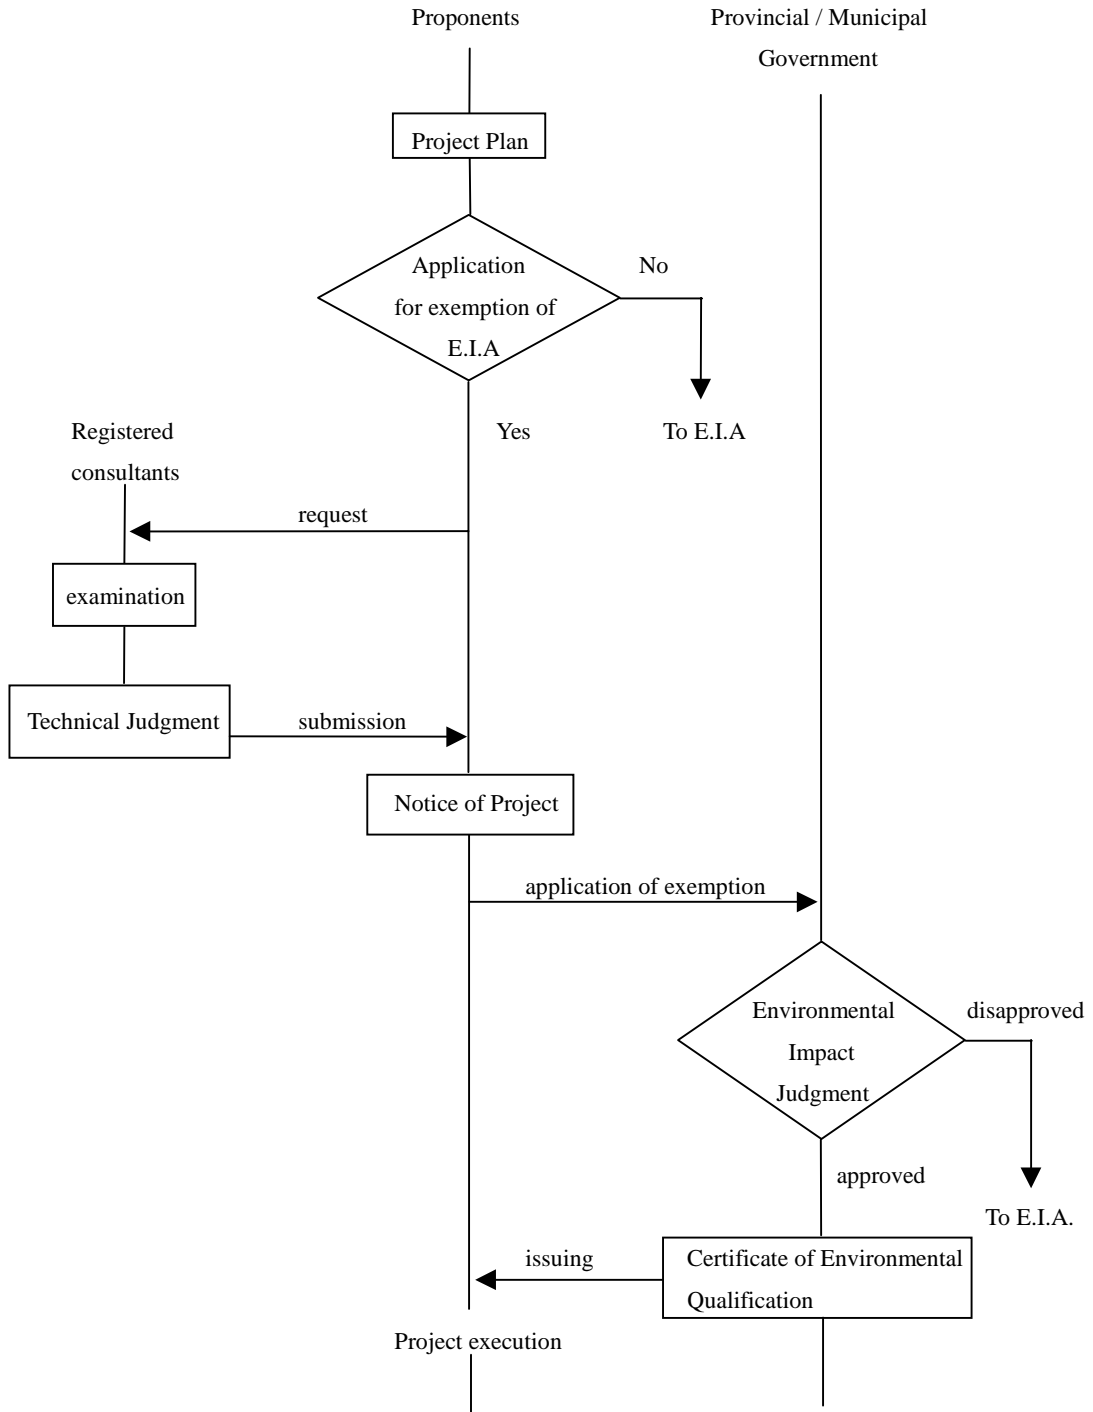 Proponents
Provincial / Municipal
Government
Project Plan
Application
for exemption of
E.I.A
No
Yes
To E.I.A
Registered
consultants
request
examination
Technical Judgment
submission
Notice of Project
application of exemption
Environmental
Impact
Judgment
disapproved
approved
To E.I.A.
issuing
Certificate of Environmental
Qualification
Project execution